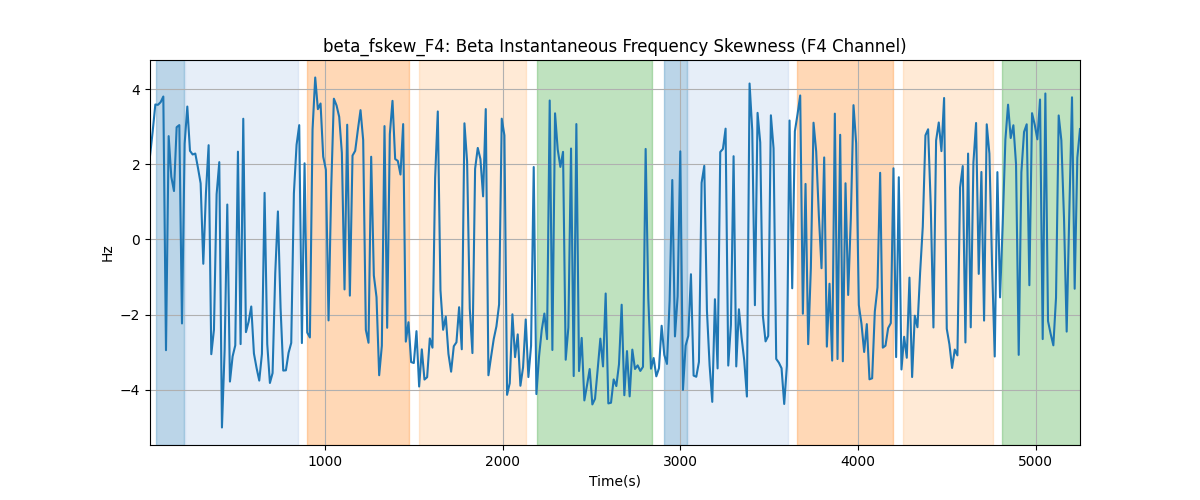 beta_fskew_F4: Beta Instantaneous Frequency Skewness (F4 Channel)
4
2
0
−2
−4
Hz
1000 2000 3000 4000 5000
Time(s)